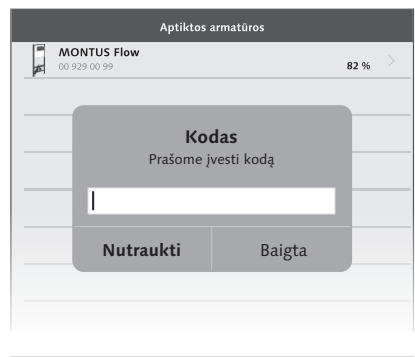 Aptiktos armatūros
MONTUS Flow
00 929 00 99
82 %
Kodas
Prašome įvesti kodą
Nutraukti
Baigta